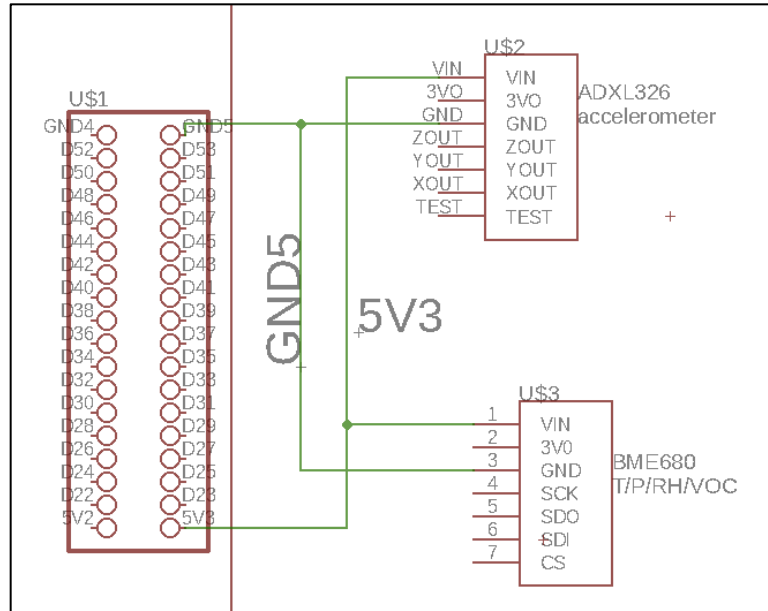 U$1
GND4 GND5
D52 D53
D50 D51
D48 D49
D46 D47
D44 D45
D42 D43
D40 D41
D38 D39
D36 D37
D34 D35
D32 D33
D30 D31
D28 D29
D26 D27
D24 D25
D22 D23
5V2 5V3
GND5
5V3
U$2
VIN VIN
3VO 3VO
GND GND
ZOUT ZOUT
YOUT YOUT
XOUT XOUT
TEST TEST
ADXL326
accelerometer
U$3
1 VIN
2 3V0
3 GND
4 SCK
5 SDO
6 SDI
7 CS
BME680
T/P/RH/VOC